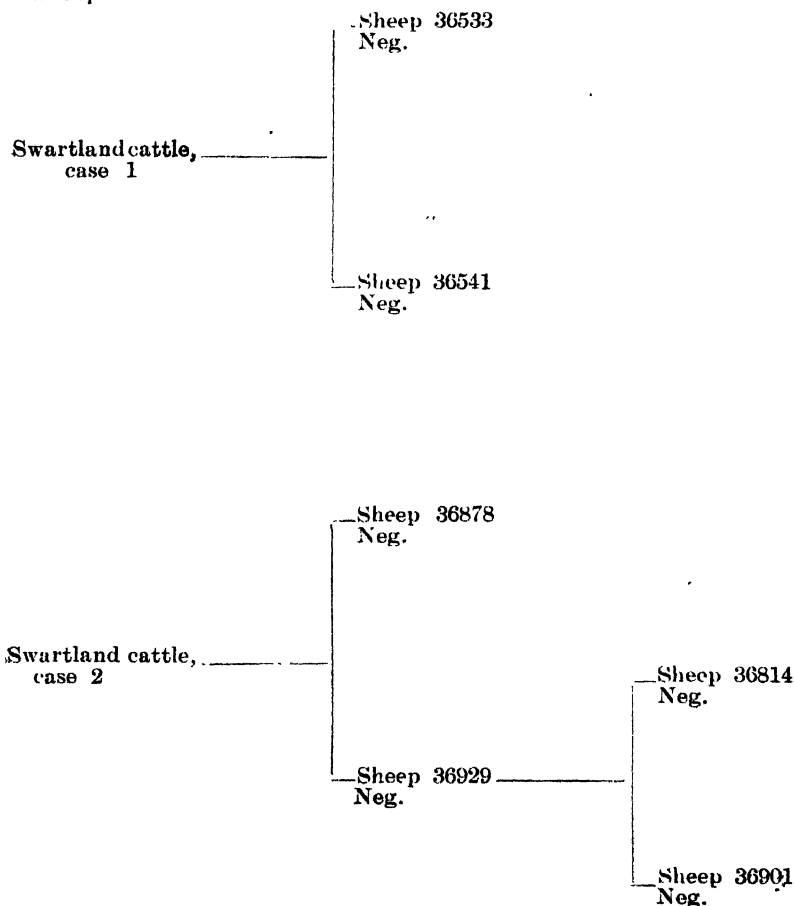 Sheep 36533
Neg.
Swartland cattle,
case 1
Sheep 36541
Neg.
Sheep 36878
Neg.
Swartland cattle,
case 2
Sheep 36814
Neg.
Sheep 36929
Neg.
Sheep 36901
Neg.